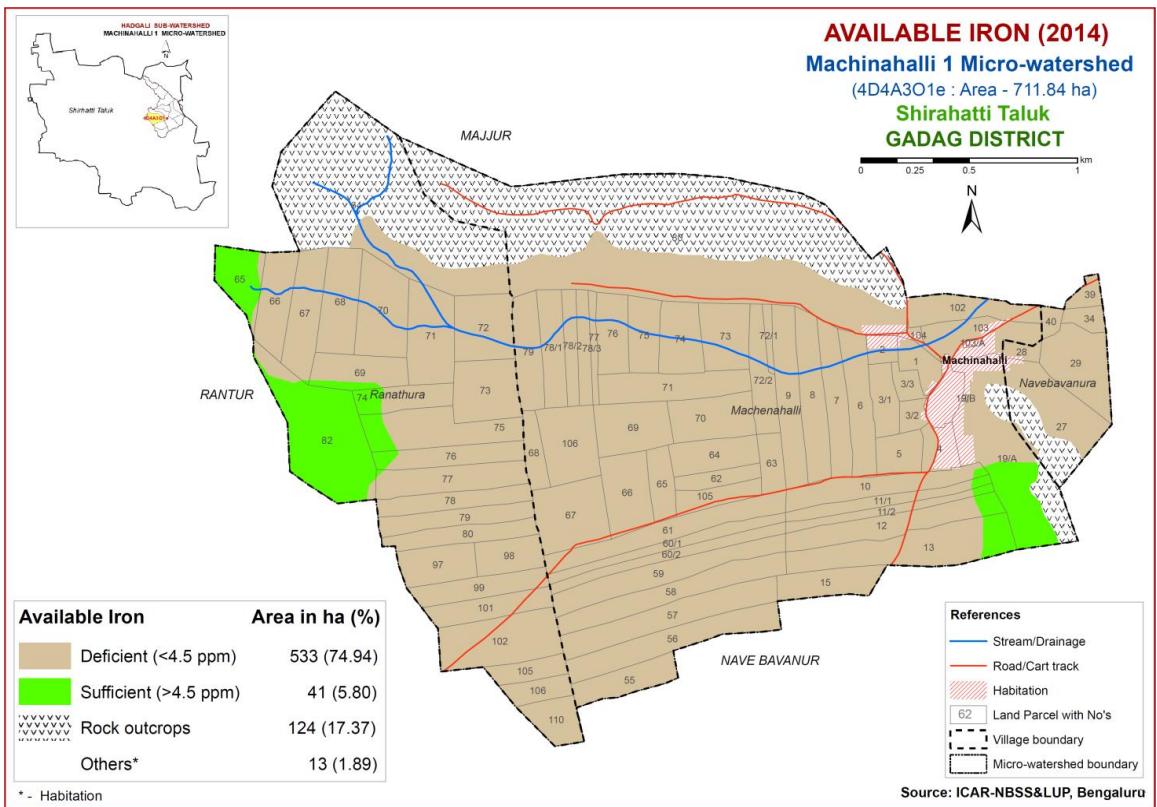 HADGALI SUB-WATERSHED
MACHINAHALLI 1 MICRO-WATERSHED
N
Shirhatti Taluk
4D4A3O1e
AVAILABLE IRON (2014)
Machinahalli 1 Micro-watershed
(4D4A3O1e : Area - 711.84 ha)
Shirahatti Taluk
GADAG DISTRICT
km
0 0.25 0.5 1
N
MAJJUR
RANTUR
Ranathura
Machenahalli
Machinahalli
Navebavanura
NAVE BAVANUR
65
66
67
68
70
71
72
69
74
82
73
75
76
77
78
79
80
97
98
99
101
102
105
106
110
79
78/1
78/2
77
78/3
76
75
74
73
72/1
72/2
71
70
69
106
68
67
66
65
64
62
105
63
9
8
7
6
5
3/1
3/2
3/3
1
2
104
102
103
103/A
40
39
34
28
29
27
19/B
19/A
4
10
11/1
11/2
12
13
15
61
60/1
60/2
59
58
57
56
55
Available Iron Area in ha (%)
Deficient (<4.5 ppm) 533 (74.94)
Sufficient (>4.5 ppm) 41 (5.80)
Rock outcrops 124 (17.37)
Others* 13 (1.89)
* - Habitation
References
Stream/Drainage
Road/Cart track
Habitation
62 Land Parcel with No's
Village boundary
Micro-watershed boundary
Source: ICAR-NBSS&LUP, Bengaluru